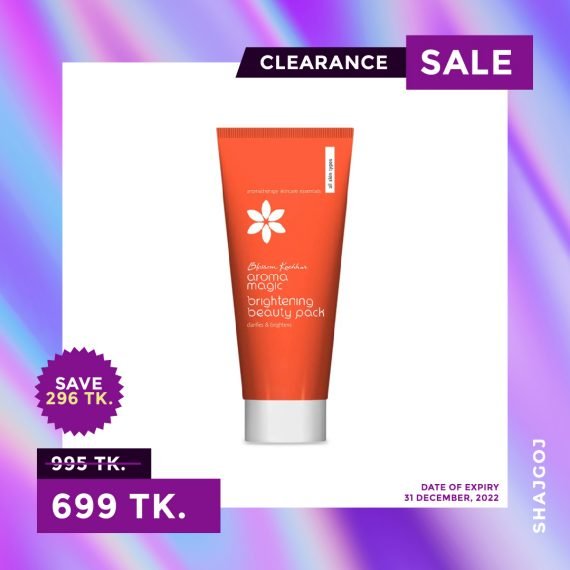 CLEARANCE
SALE
all skin types
aromatherapy skincare essentials
Blossom Kochhar
aroma
magic
brightening
beauty pack
clarifies & brightens
SAVE
296 TK.
995 TK.
699 TK.
DATE OF EXPIRY
31 DECEMBER, 2022
SHAJGOJ